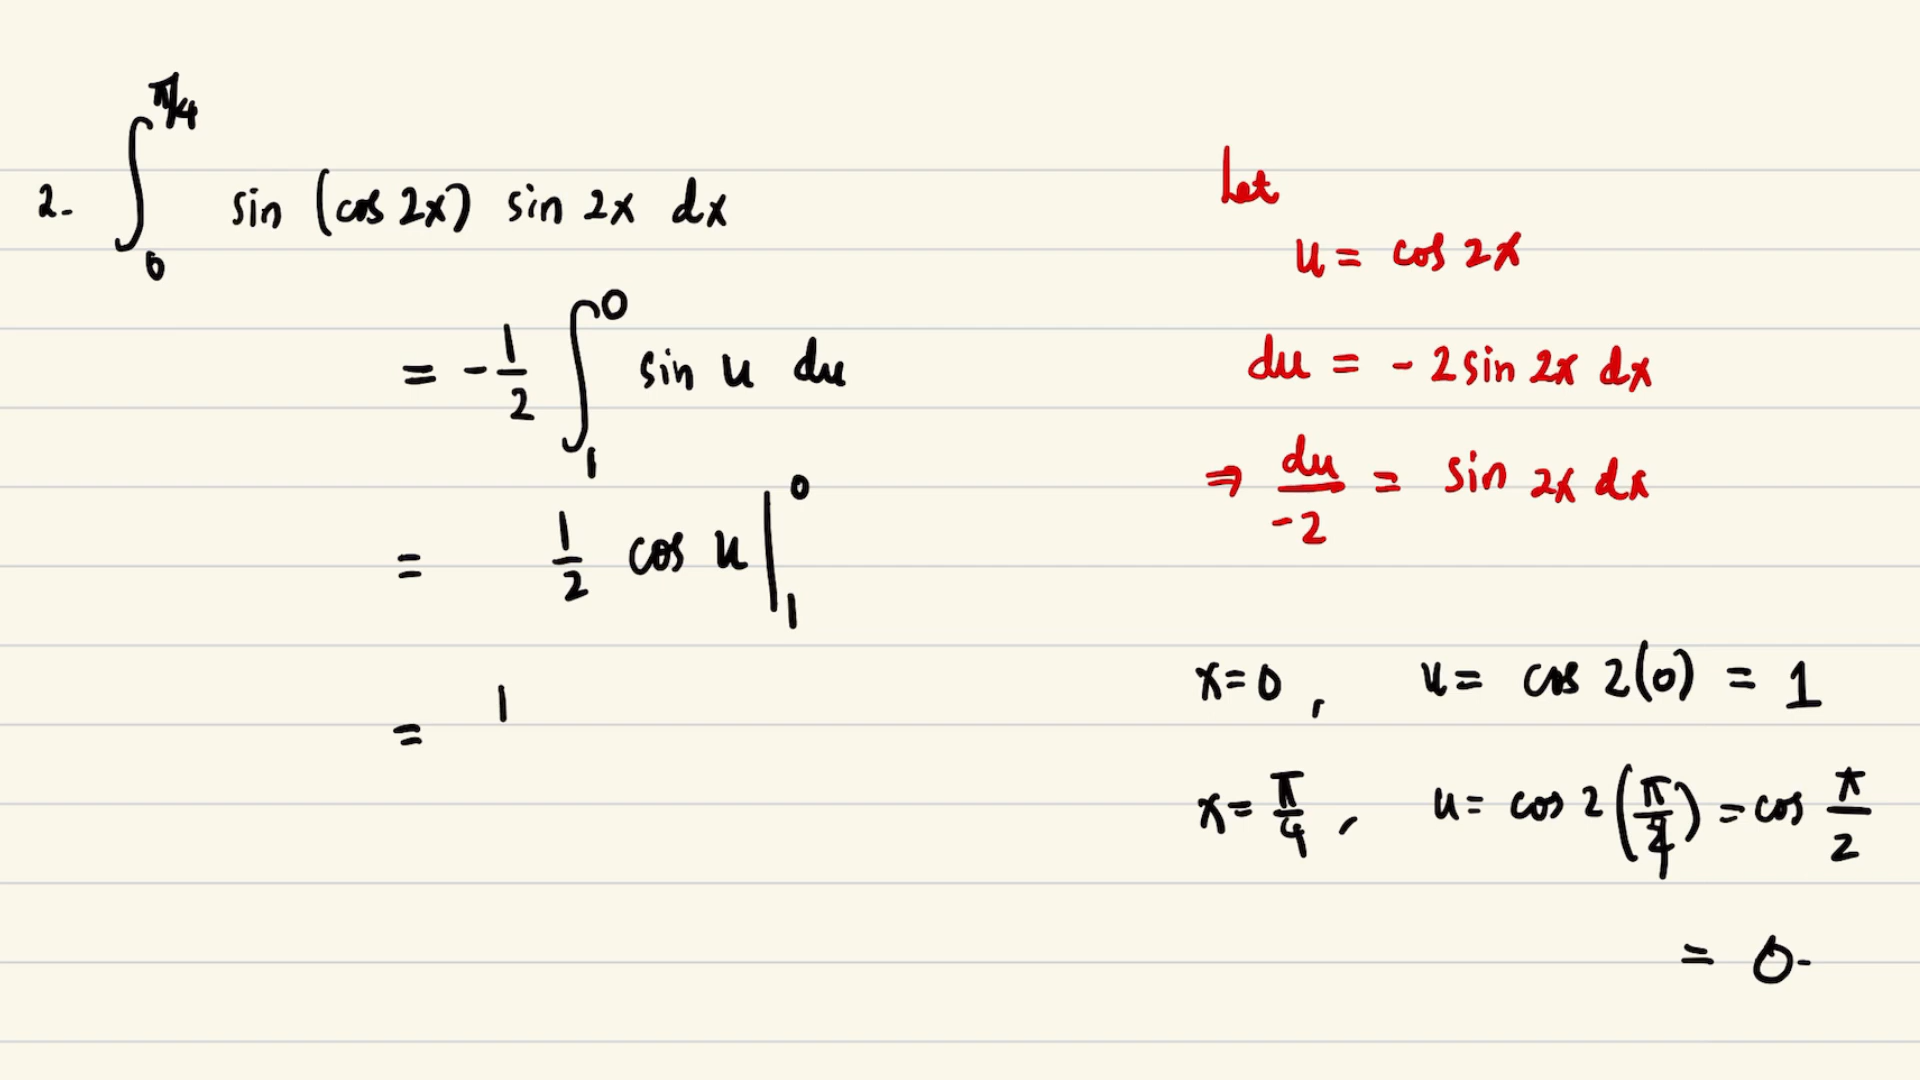 2. ∫₀^{π/4} sin (cos 2x) sin 2x dx
= -1/2 ∫₁⁰ sin u du
= 1/2 cos u |₁⁰
= 1
Let
u = cos 2x
du = -2 sin 2x dx
⇒ du/-2 = sin 2x dx
x=0, u = cos 2(0) = 1
x = π/4, u = cos 2(π/4) = cos π/2
= 0.